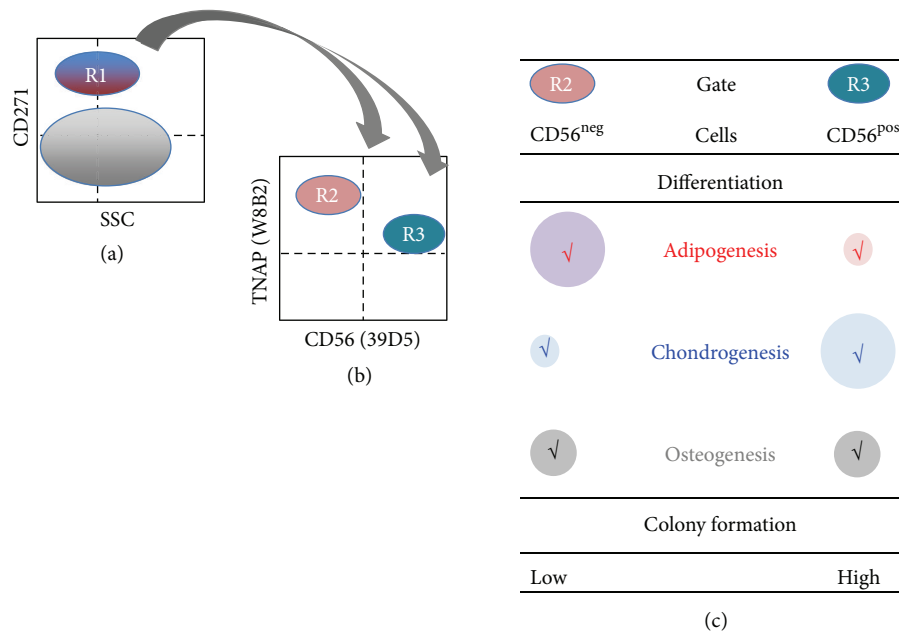 CD271
R1
SSC
(a)
TNAP (W8B2)
R2
R3
CD56 (39D5)
(b)
R2 Gate R3
CD56neg Cells CD56pos
Differentiation
√ Adipogenesis √
√ Chondrogenesis √
√ Osteogenesis √
Colony formation
Low High
(c)